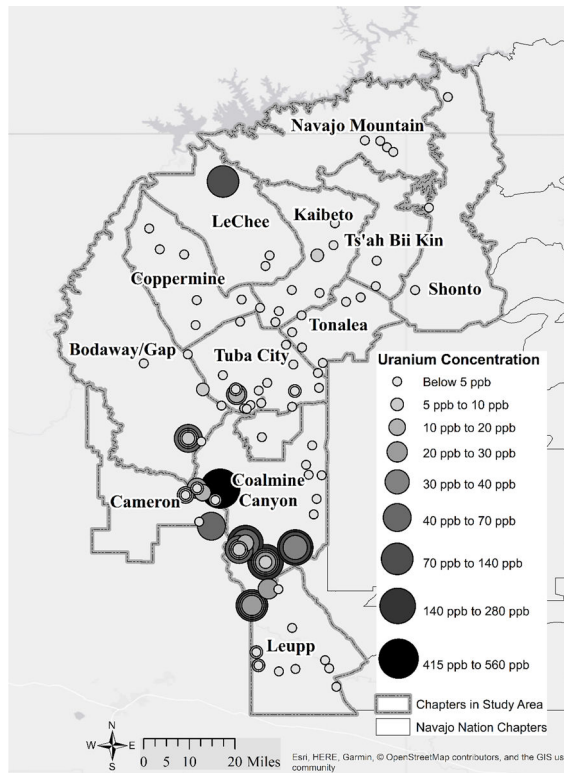 Navajo Mountain
LeChee
Kaibeto
Ts'ah Bii Kin
Coppermine
Shonto
Tonalea
Bodaway/Gap
Tuba City
Uranium Concentration
Below 5 ppb
5 ppb to 10 ppb
10 ppb to 20 ppb
20 ppb to 30 ppb
30 ppb to 40 ppb
40 ppb to 70 ppb
70 ppb to 140 ppb
140 ppb to 280 ppb
415 ppb to 560 ppb
Chapters in Study Area
Navajo Nation Chapters
Coalmine
Canyon
Cameron
Leupp
N
W
E
S
0 5 10 20 Miles
Esri, HERE, Garmin, © OpenStreetMap contributors, and the GIS us
community